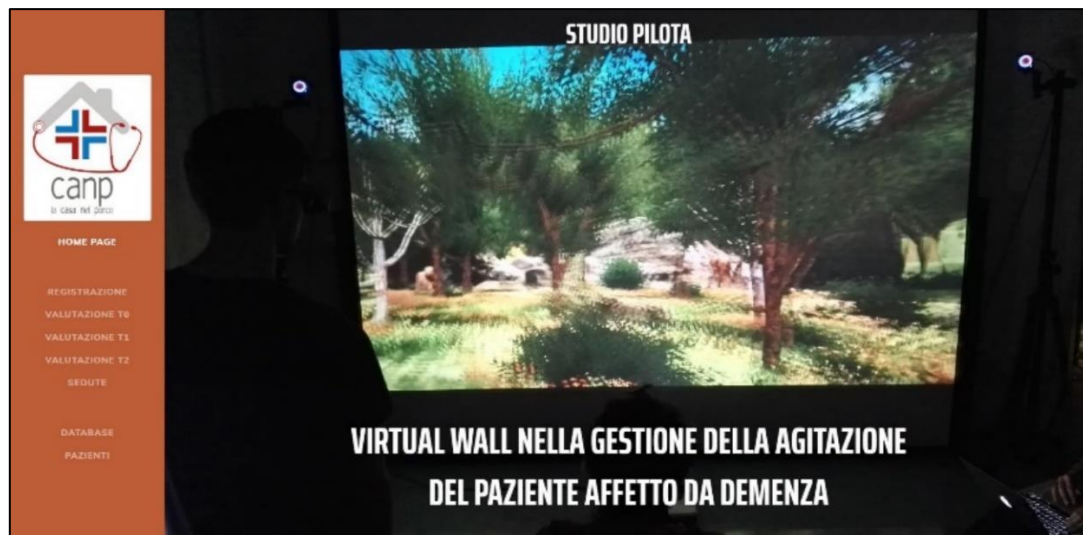 canp
la casa nel parco
HOME PAGE
REGISTRAZIONE
VALUTAZIONE T0
VALUTAZIONE T1
VALUTAZIONE T2
SEDUTE
DATABASE
PAZIENTI
STUDIO PILOTA
VIRTUAL WALL NELLA GESTIONE DELLA AGITAZIONE
DEL PAZIENTE AFFETTO DA DEMENZA